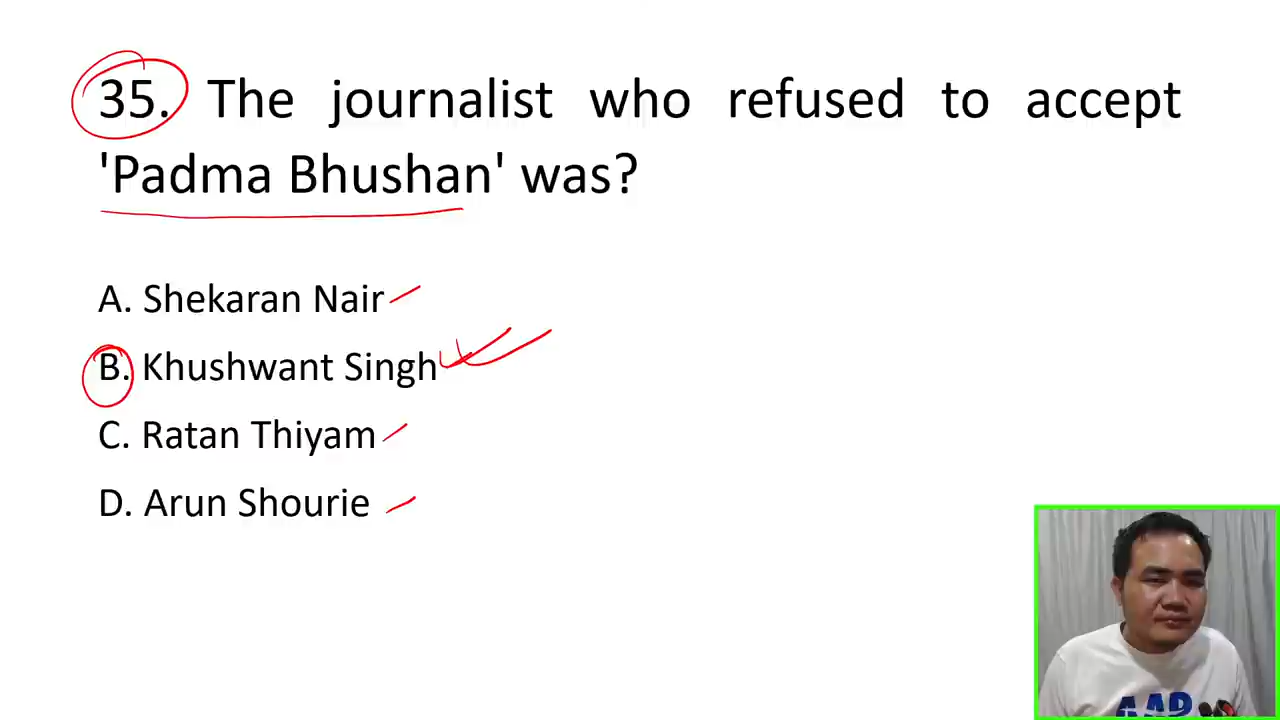 35. The journalist who refused to accept
'Padma Bhushan' was?
A. Shekaran Nair
B. Khushwant Singh
C. Ratan Thiyam
D. Arun Shourie